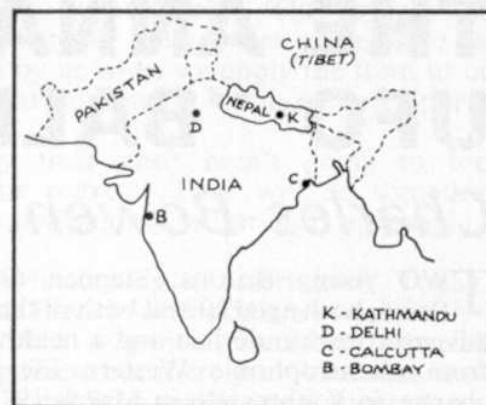 CHINA
(TIBET)
PAKISTAN
NEPAL
K
D
INDIA
C
B
K - KATHMANDU
D - DELHI
C - CALCUTTA
B - BOMBAY